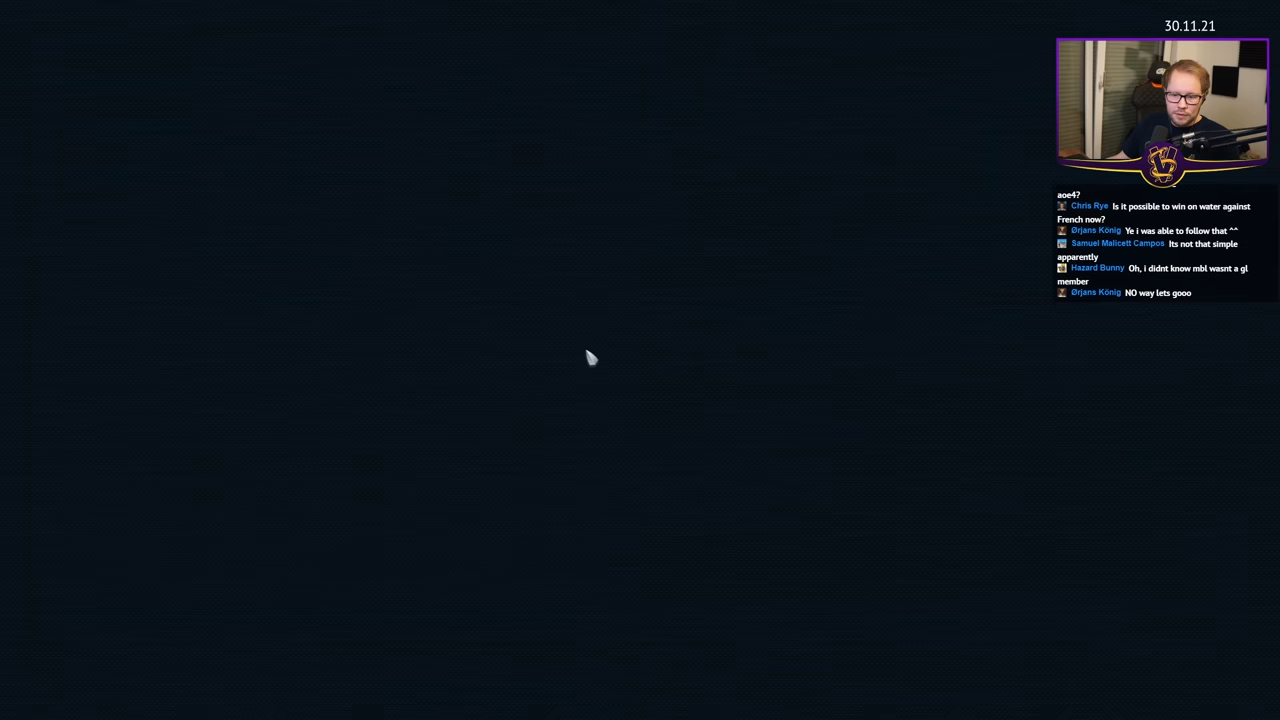 30.11.21
aoe4?
Chris Rye Is it possible to win on water against
French now?
Ørjans König Ye i was able to follow that ^^
Samuel Malicett Campos Its not that simple
apparently
Hazard Bunny Oh, i didnt know mbl wasnt a gl
member
Ørjans König NO way lets gooo